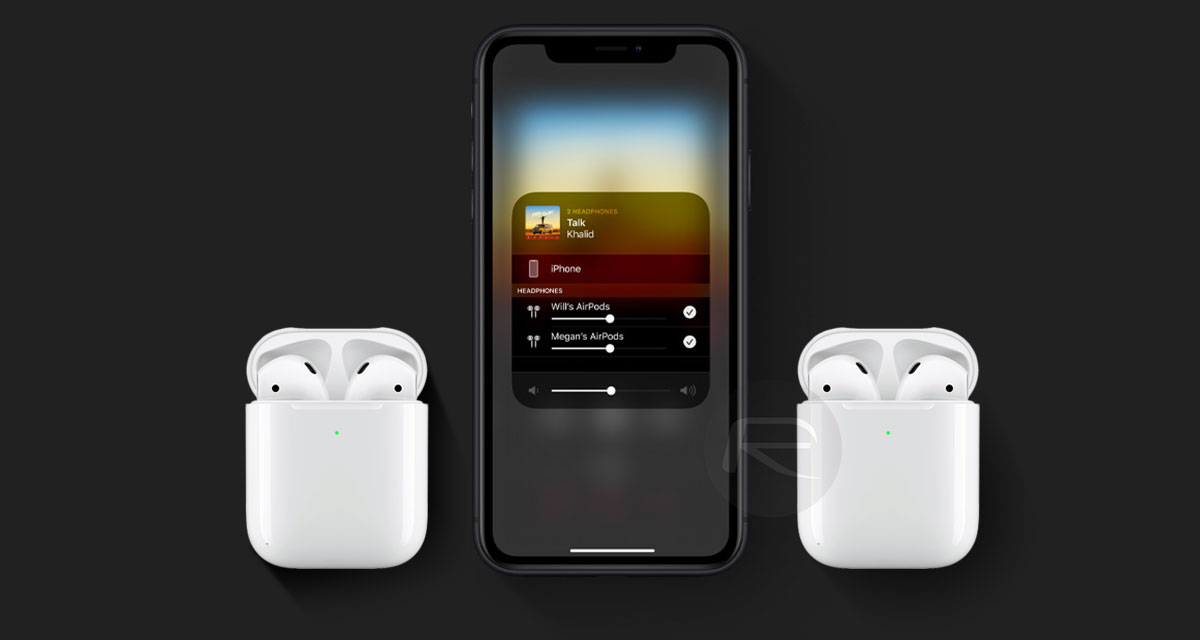 2 HEADPHONES
Talk
Khalid
iPhone
HEADPHONES
Will's AirPods
Megan's AirPods